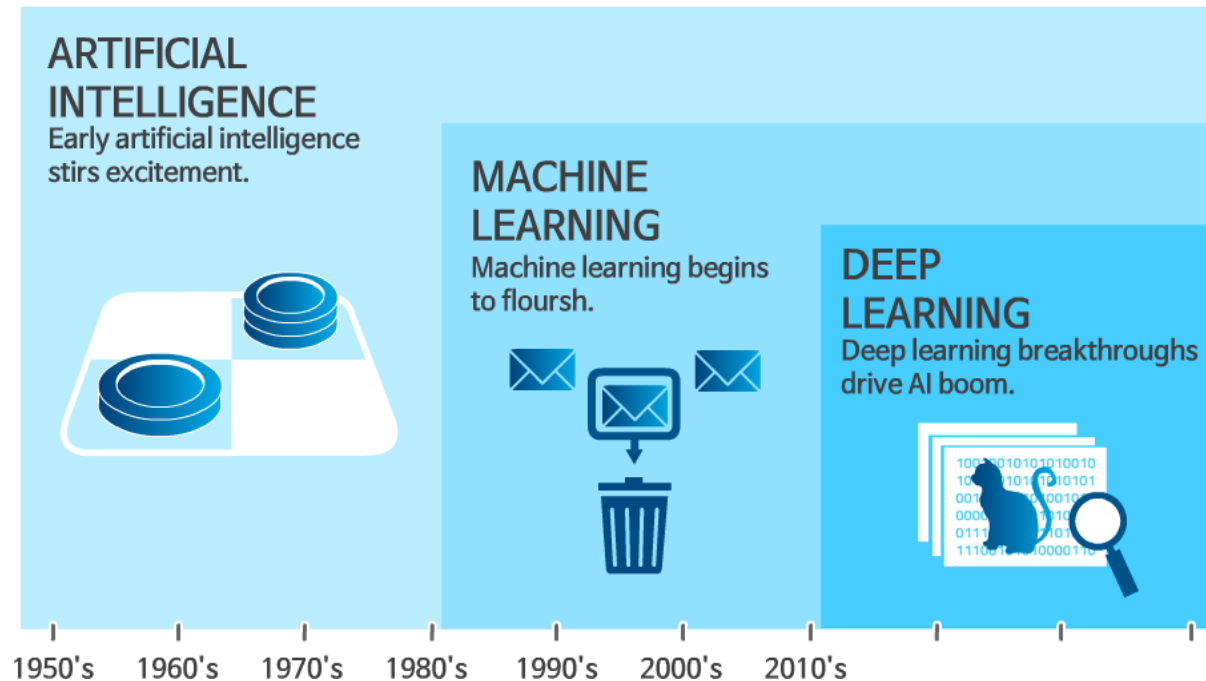 ARTIFICIAL
INTELLIGENCE
Early artificial intelligence
stirs excitement.
MACHINE
LEARNING
Machine learning begins
to floursh.
DEEP
LEARNING
Deep learning breakthroughs
drive AI boom.
1950's 1960's 1970's 1980's 1990's 2000's 2010's